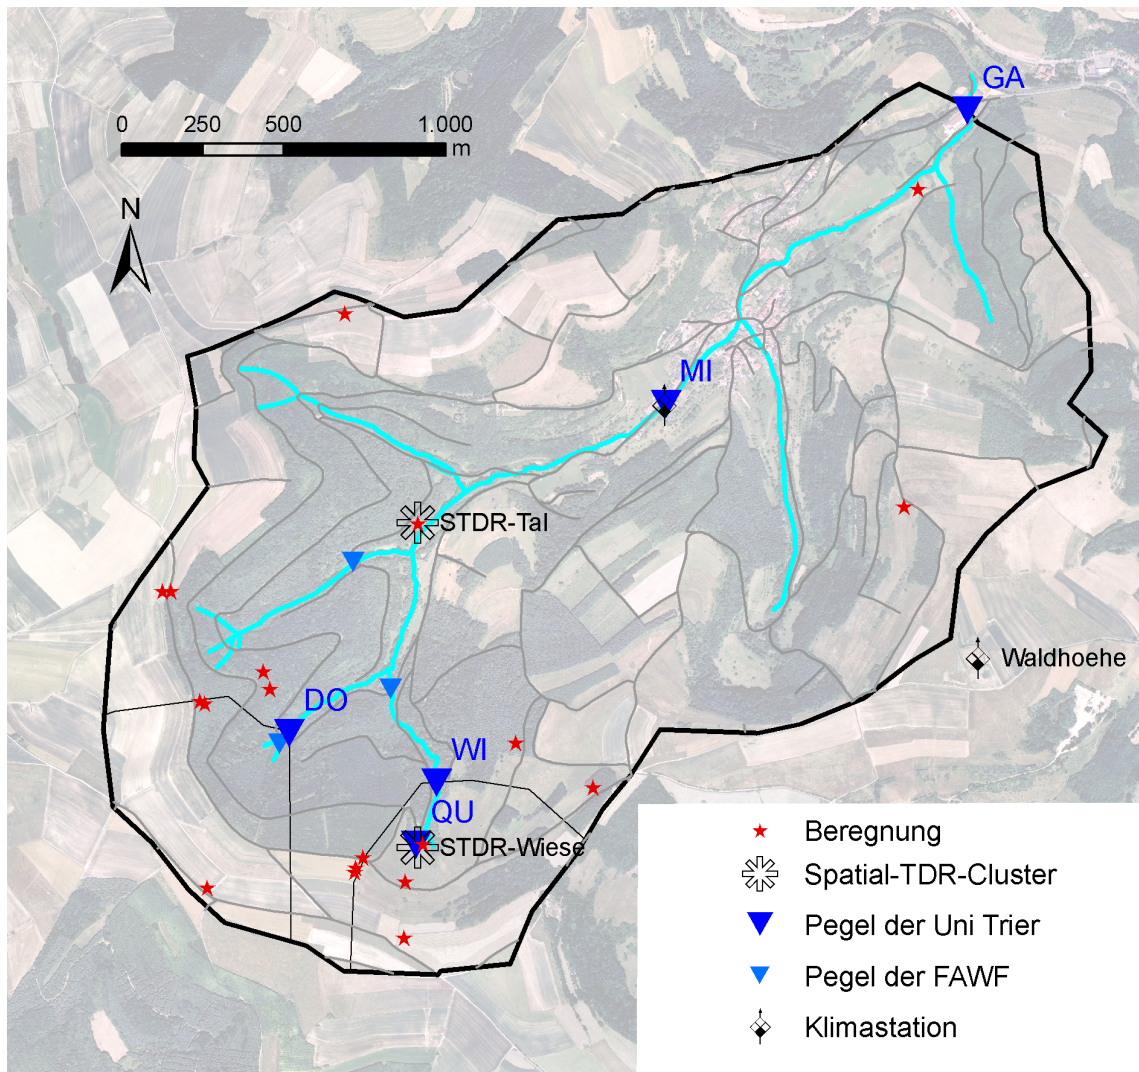 GA
0 250 500 1.000
m
N
MI
STDR-Tal
Waldhoehe
DO
WI
QU
STDR-Wiese
Beregnung
Spatial-TDR-Cluster
Pegel der Uni Trier
Pegel der FAWF
Klimastation